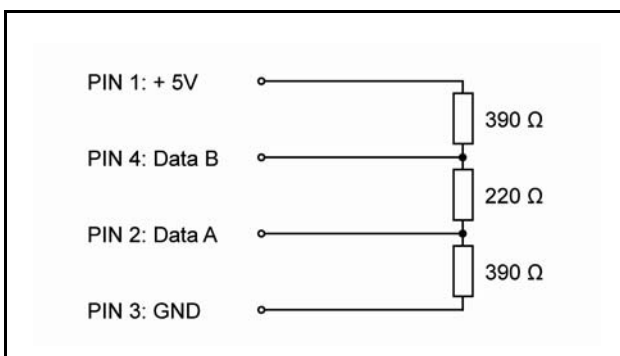 PIN 1: + 5V
390 Ω
PIN 4: Data B
220 Ω
PIN 2: Data A
390 Ω
PIN 3: GND